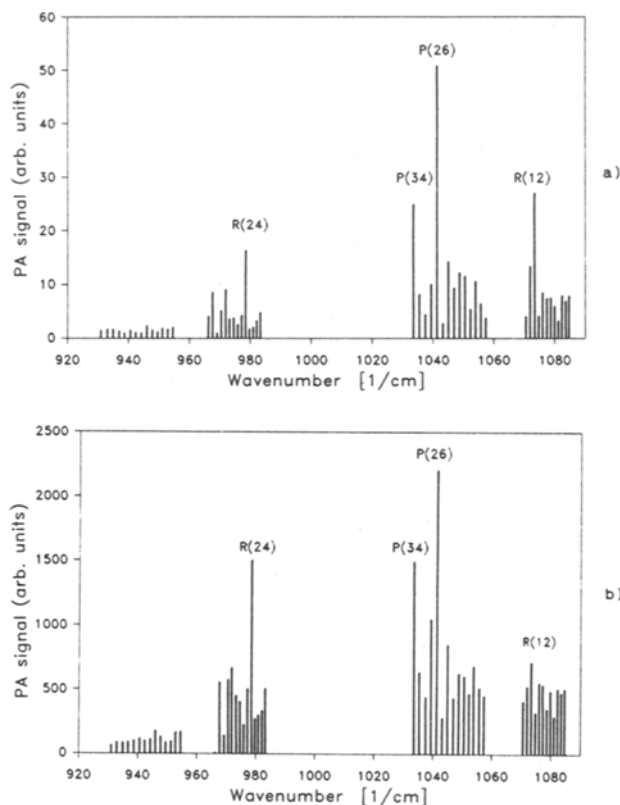 60
50
40
30
20
10
0
PA signal (arb. units)
P(26)
P(34)
R(12)
R(24)
a)
920 940 960 980 1000 1020 1040 1060 1080
Wavenumber [1/cm]
2500
2000
1500
1000
500
0
PA signal (arb. units)
P(26)
R(24)
P(34)
R(12)
b)
920 940 960 980 1000 1020 1040 1060 1080
Wavenumber [1/cm]